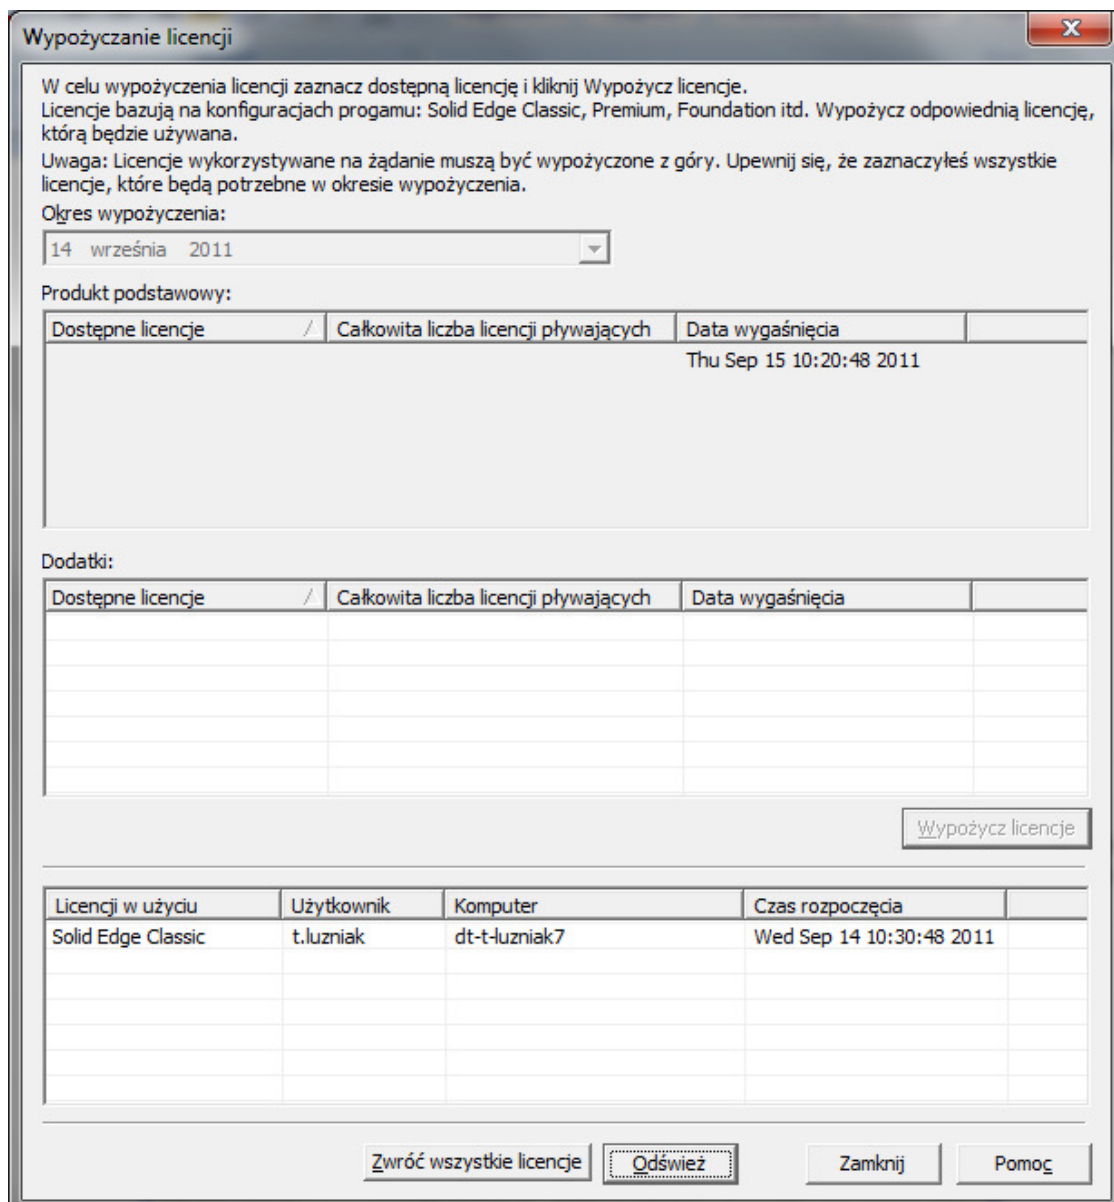 Wypożyczanie licencji
W celu wypożyczenia licencji zaznacz dostępną licencję i kliknij Wypożycz licencje.
Licencje bazują na konfiguracjach progamu: Solid Edge Classic, Premium, Foundation itd. Wypożycz odpowiednią licencję,
którą będzie używana.
Uwaga: Licencje wykorzystywane na żądanie muszą być wypożyczone z góry. Upewnij się, że zaznaczyłeś wszystkie
licencje, które będą potrzebne w okresie wypożyczenia.
Okres wypożyczenia:
14 września 2011
Produkt podstawowy:
Dostępne licencje Całkowita liczba licencji pływających Data wygaśnięcia
Thu Sep 15 10:20:48 2011
Dodatki:
Dostępne licencje Całkowita liczba licencji pływających Data wygaśnięcia
Wypożycz licencje
Licencji w użyciu Użytkownik Komputer Czas rozpoczęcia
Solid Edge Classic t.luzniak dt-t-luzniak7 Wed Sep 14 10:30:48 2011
Zwróć wszystkie licencje Odśwież Zamknij Pomoc